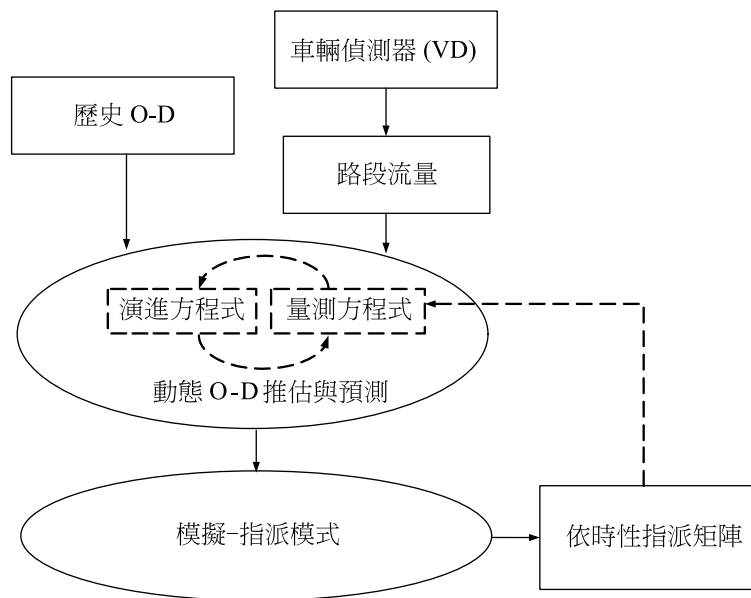 車輛偵測器 (VD)
歷史 O-D
路段流量
演進方程式
量測方程式
動態 O-D 推估與預測
模擬-指派模式
依時性指派矩陣